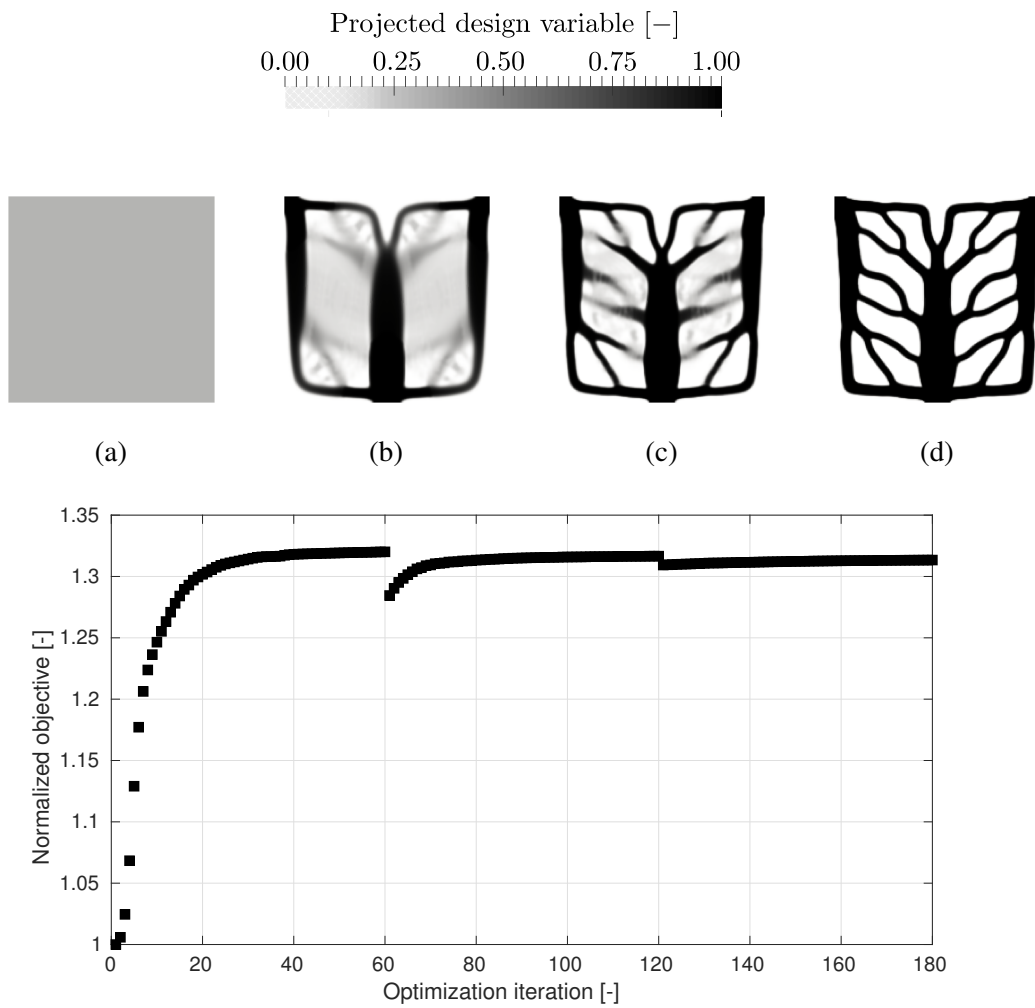 Projected design variable [−]
0.00 0.25 0.50 0.75 1.00
(a) (b) (c) (d)
1.35
1.3
1.25
1.2
1.15
1.1
1.05
1
Normalized objective [-]
0 20 40 60 80 100 120 140 160 180
Optimization iteration [-]